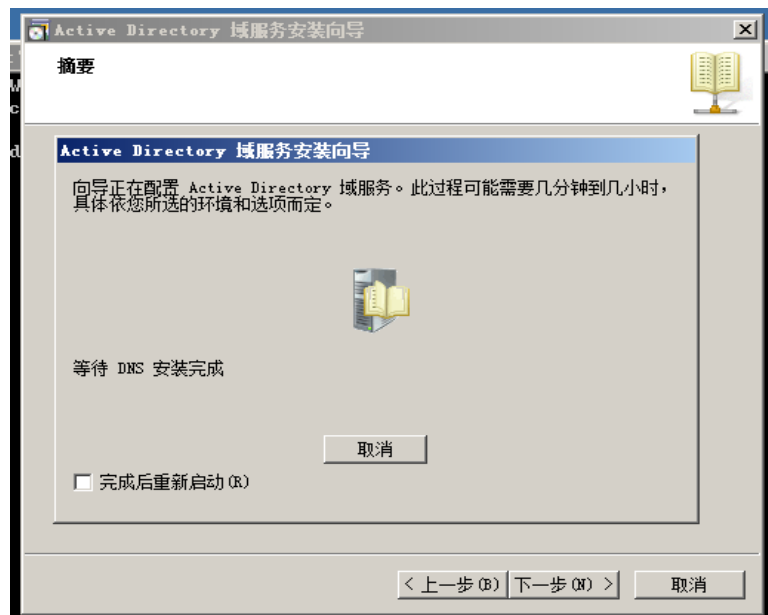 Active Directory 域服务安装向导
摘要
W
c
d
Active Directory 域服务安装向导
向导正在配置 Active Directory 域服务。此过程可能需要几分钟到几小时，
具体依您所选的环境和选项而定。
等待 DNS 安装完成
取消
完成后重新启动(R)
< 上一步(B) 下一步(N) > 取消